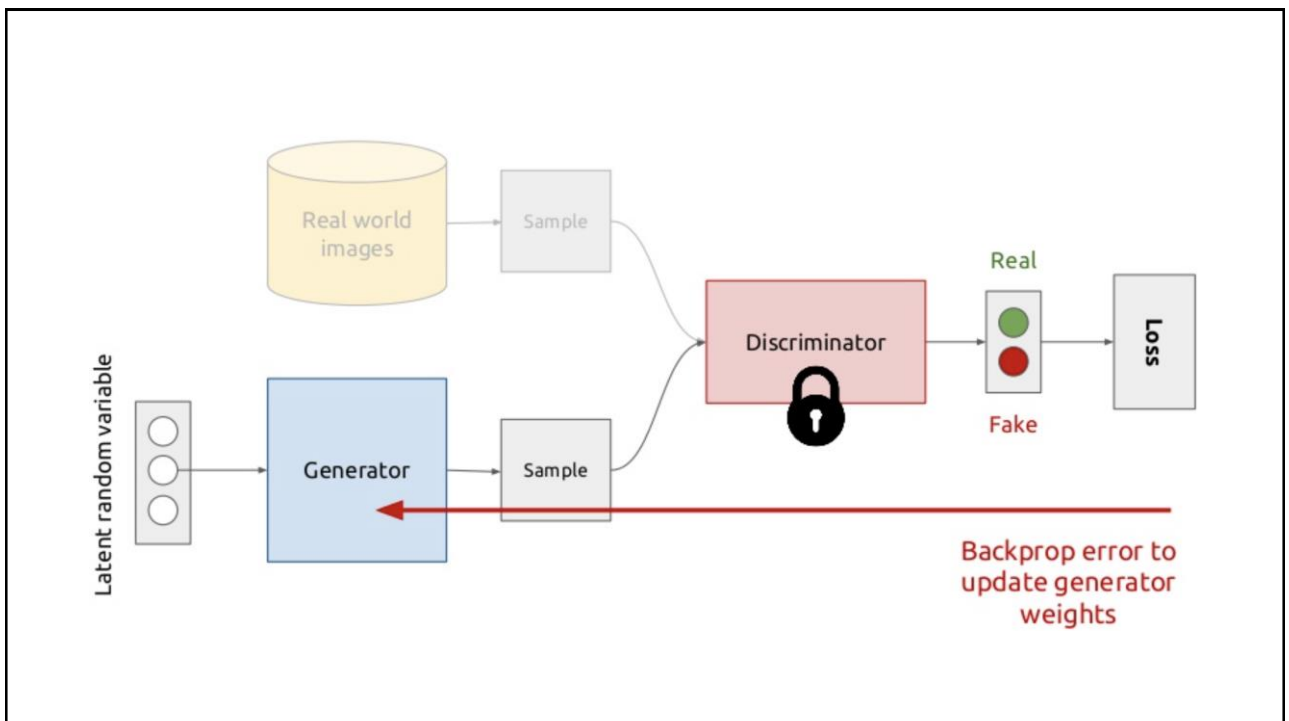 Real world
images
Sample
Real
Discriminator
Loss
Fake
Latent random variable
Generator
Sample
Backprop error to
update generator
weights